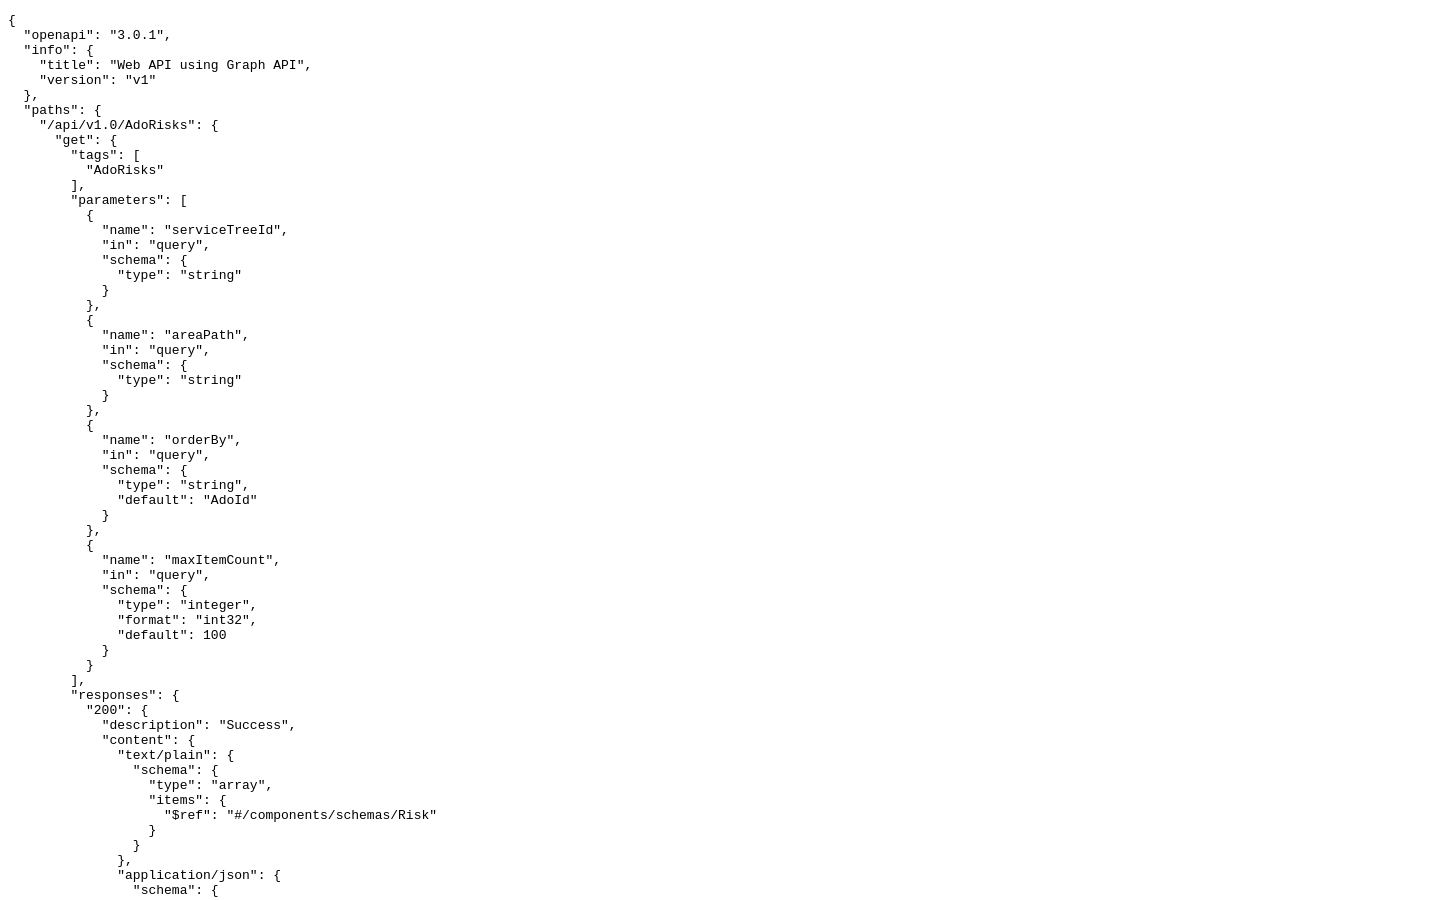 {
  "openapi": "3.0.1",
  "info": {
    "title": "Web API using Graph API",
    "version": "v1"
  },
  "paths": {
    "/api/v1.0/AdoRisks": {
      "get": {
        "tags": [
          "AdoRisks"
        ],
        "parameters": [
          {
            "name": "serviceTreeId",
            "in": "query",
            "schema": {
              "type": "string"
            }
          },
          {
            "name": "areaPath",
            "in": "query",
            "schema": {
              "type": "string"
            }
          },
          {
            "name": "orderBy",
            "in": "query",
            "schema": {
              "type": "string",
              "default": "AdoId"
            }
          },
          {
            "name": "maxItemCount",
            "in": "query",
            "schema": {
              "type": "integer",
              "format": "int32",
              "default": 100
            }
          }
        ],
        "responses": {
          "200": {
            "description": "Success",
            "content": {
              "text/plain": {
                "schema": {
                  "type": "array",
                  "items": {
                    "$ref": "#/components/schemas/Risk"
                  }
                }
              },
              "application/json": {
                "schema": {